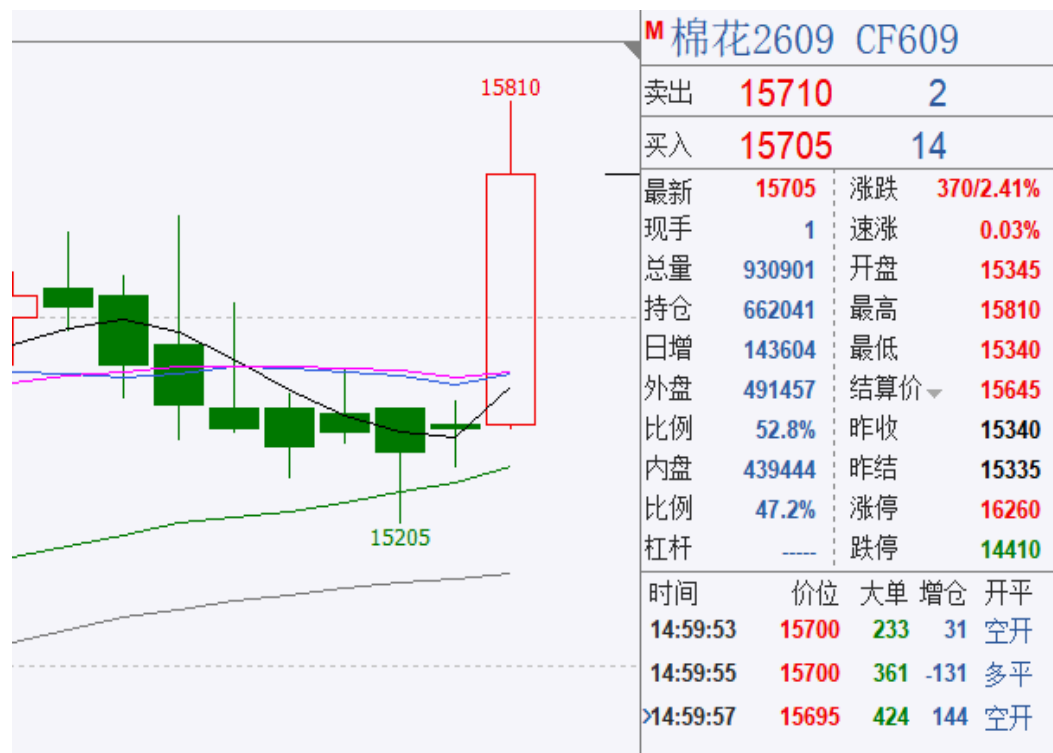 15810
15205
M 棉花2609 CF609
卖出 15710 2
买入 15705 14
最新 15705 涨跌 370/2.41%
现手 1 速涨 0.03%
总量 930901 开盘 15345
持仓 662041 最高 15810
日增 143604 最低 15340
外盘 491457 结算价 15645
比例 52.8% 昨收 15340
内盘 439444 昨结 15335
比例 47.2% 涨停 16260
杠杆 ----- 跌停 14410
时间 价位 大单 增仓 开平
14:59:53 15700 233 31 空开
14:59:55 15700 361 -131 多平
14:59:57 15695 424 144 空开